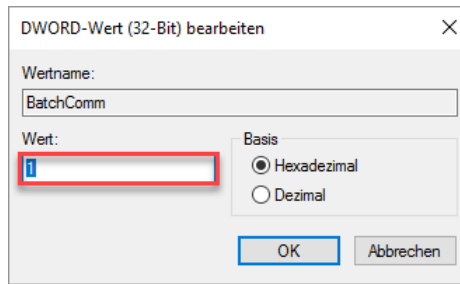 DWORD-Wert (32-Bit) bearbeiten
Wertname:
BatchComm
Wert:
1
Basis
Hexadezimal
Dezimal
OK
Abbrechen